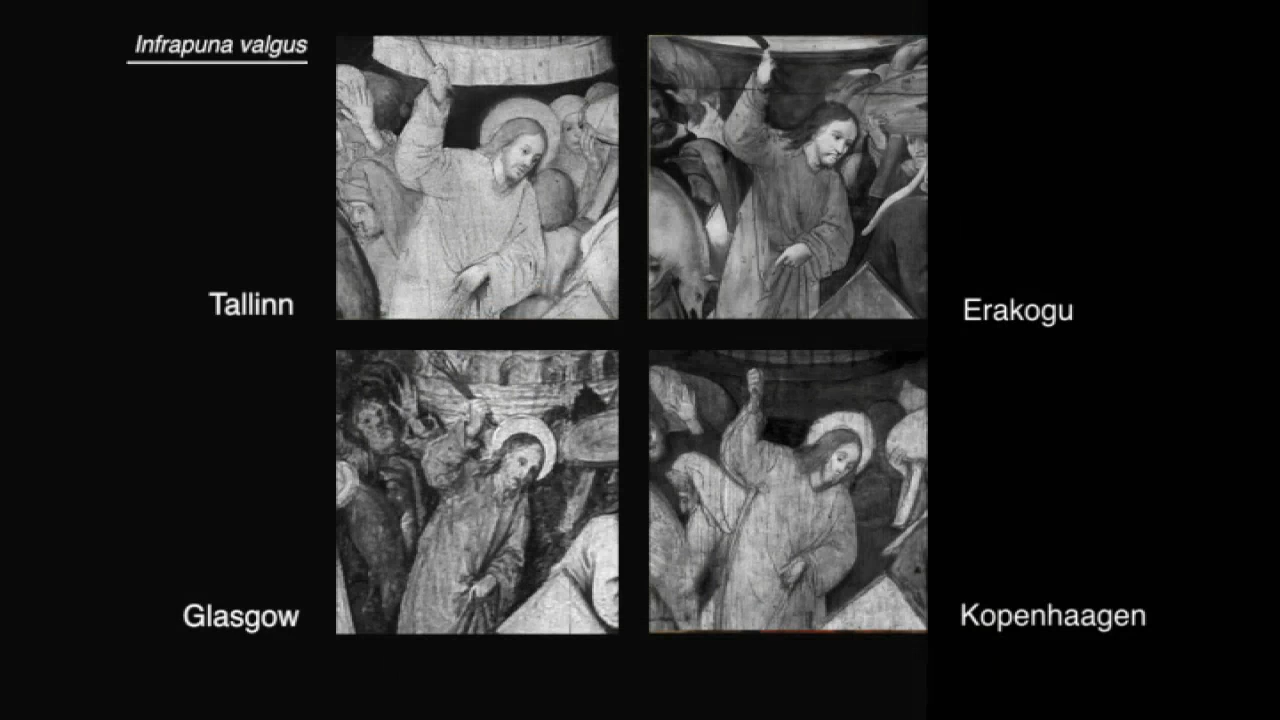 Infrapuna valgus
Tallinn
Erakogu
Glasgow
Kopenhaagen